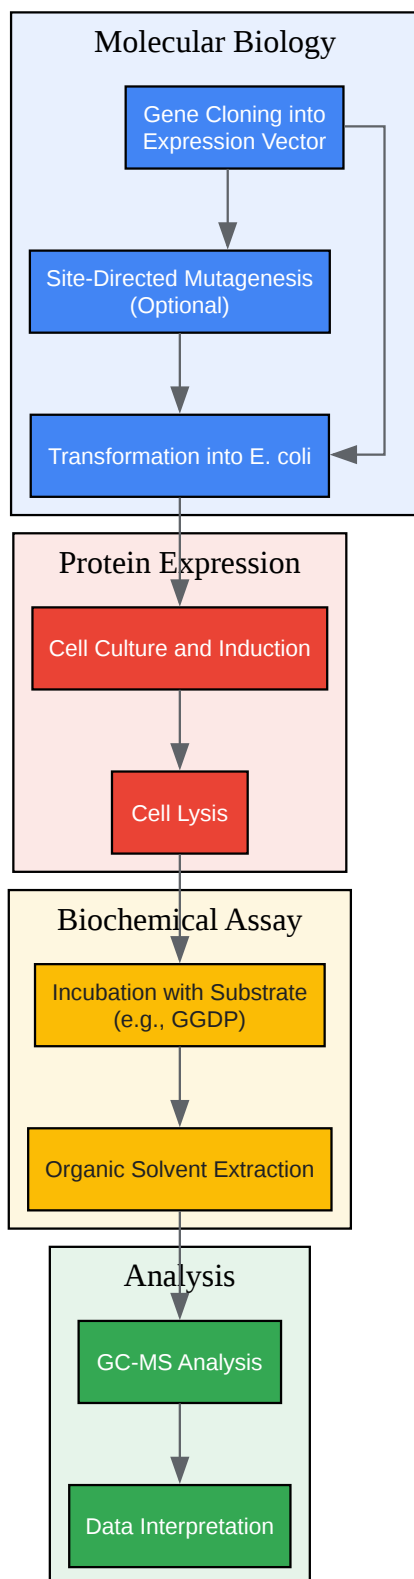 Molecular Biology
Gene Cloning into
Expression Vector
Site-Directed Mutagenesis
(Optional)
Transformation into E. coli
Protein Expression
Cell Culture and Induction
Cell Lysis
Biochemical Assay
Incubation with Substrate
(e.g., GGDP)
Organic Solvent Extraction
Analysis
GC-MS Analysis
Data Interpretation